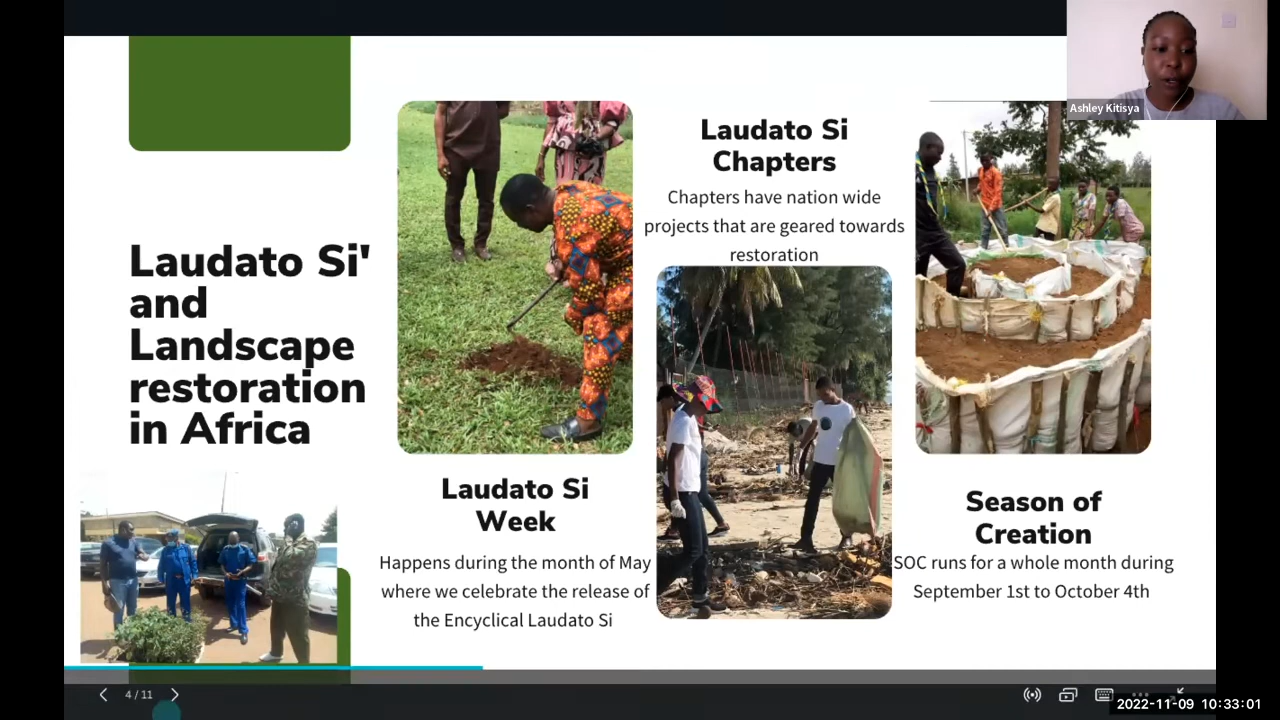 Ashley Kitisya
Laudato Si'
and
Landscape
restoration
in Africa
Laudato Si
Week
Happens during the month of May
where we celebrate the release of
the Encyclical Laudato Si
Laudato Si
Chapters
Chapters have nation wide
projects that are geared towards
restoration
Season of
Creation
SOC runs for a whole month during
September 1st to October 4th
4 / 11
2022-11-09 10:33:01